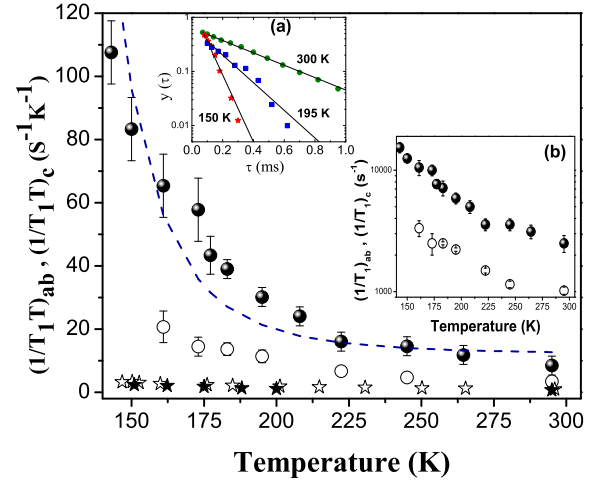 120
100
80
60
40
20
0
(1/T₁T)ab , (1/T₁T)c (S⁻¹K⁻¹)
125 150 175 200 225 250 275 300
Temperature (K)
(a)
0.1
0.01
y (τ)
300 K
195 K
150 K
0.0 0.2 0.4 0.6 0.8 1.0
τ (ms)
(b)
10000
1000
(1/T₁)ab , (1/T₁)c (s⁻¹)
150 175 200 225 250 275 300
Temperature (K)